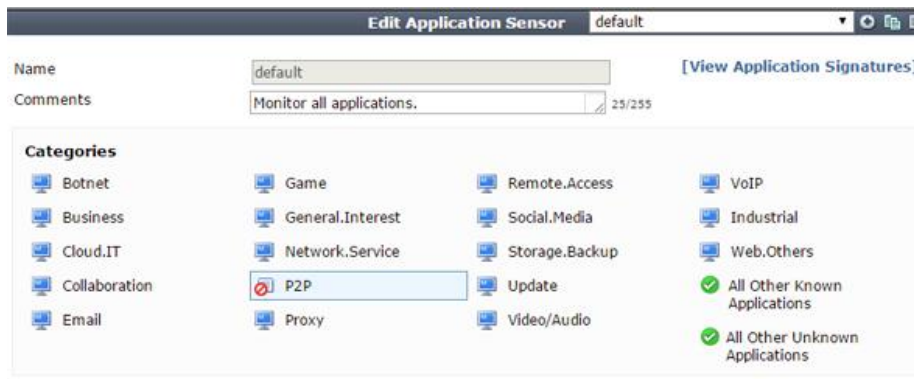 Edit Application Sensor default
Name default [View Application Signatures]
Comments Monitor all applications. 25/255
Categories
Botnet Game Remote.Access VoIP
Business General.Interest Social.Media Industrial
Cloud.IT Network.Service Storage.Backup Web.Others
Collaboration P2P Update All Other Known
Applications
Email Proxy Video/Audio All Other Unknown
Applications